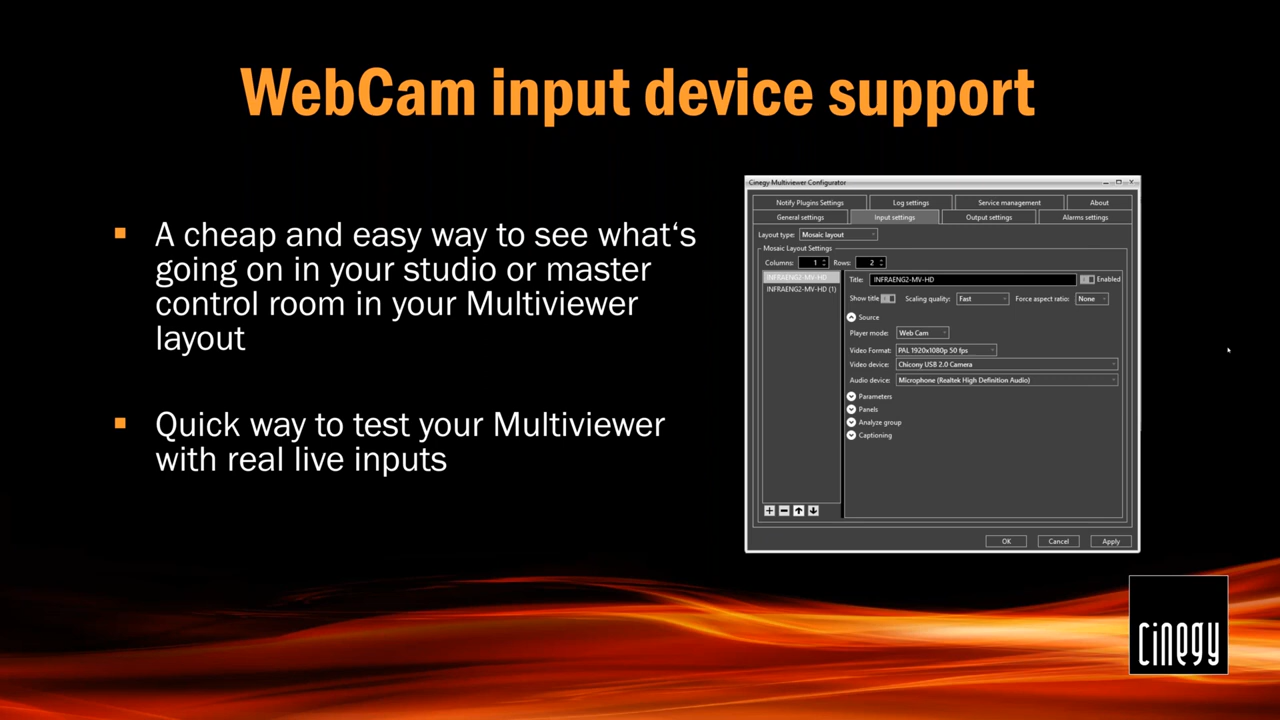 WebCam input device support
A cheap and easy way to see what‘s
going on in your studio or master
control room in your Multiviewer
layout
Quick way to test your Multiviewer
with real live inputs
Cinegy Multiviewer Configurator
Notify Plugins Settings Log settings Service management About
General settings Input settings Output settings Alarms settings
Layout type: Mosaic layout
Mosaic Layout Settings
Columns: 1 Rows: 2
INFRAENG2-MV-HD
INFRAENG2-MV-HD (1)
Title: INFRAENG2-MV-HD Enabled
Show title Scaling quality: Fast Force aspect ratio: None
Source
Player mode: Web Cam
Video Format: PAL 1920x1080p 50 fps
Video device: Chicony USB 2.0 Camera
Audio device: Microphone (Realtek High Definition Audio)
Parameters
Panels
Analyze group
Captioning
OK Cancel Apply
cinegy